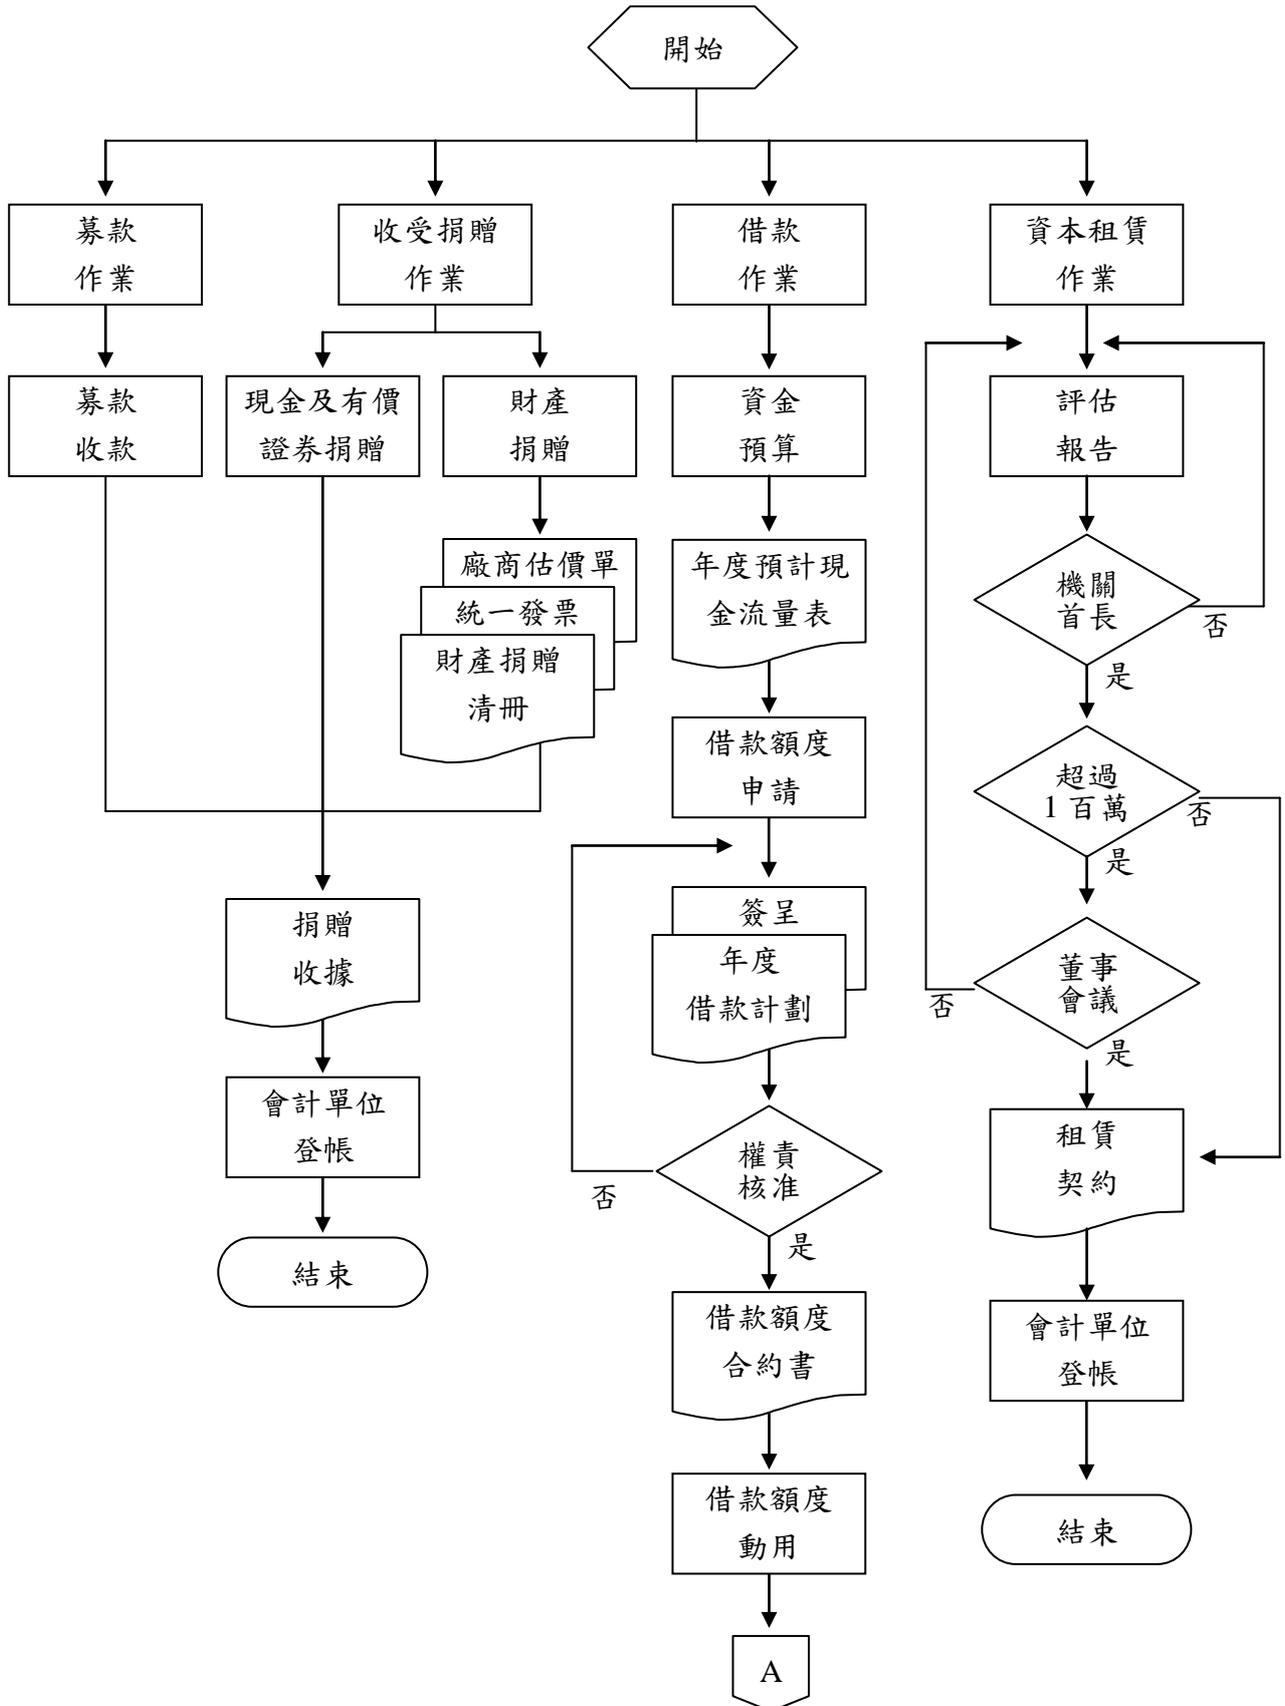 開始
募款
作業
收受捐贈
作業
借款
作業
資本租賃
作業
募款
收款
現金及有價
證券捐贈
財產
捐贈
資金
預算
評估
報告
廠商估價單
統一發票
財產捐贈
清冊
年度預計現
金流量表
機關
首長
否
是
借款額度
申請
超過
1 百萬
否
是
捐贈
收據
簽呈
年度
借款計劃
董事
會議
否
是
會計單位
登帳
權責
核准
否
是
租賃
契約
結束
借款額度
合約書
會計單位
登帳
借款額度
動用
結束
A